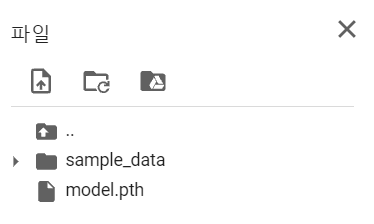 파일
..
sample_data
model.pth